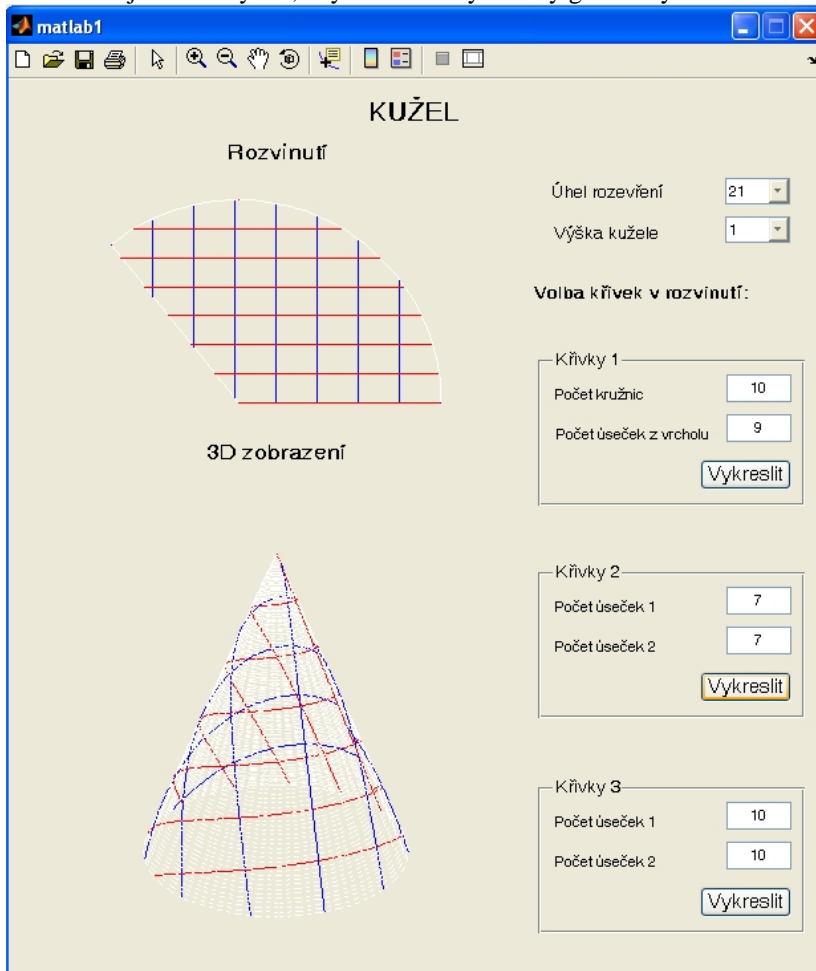 matlab1
KUŽEL
Rozvinutí
Úhel rozevření 21
Výška kužele 1
Volba křivek v rozvinutí:
Křivky 1
Počet kružnic 10
Počet úseček z vrcholu 9
Vykreslit
3D zobrazení
Křivky 2
Počet úseček 1 7
Počet úseček 2 7
Vykreslit
Křivky 3
Počet úseček 1 10
Počet úseček 2 10
Vykreslit